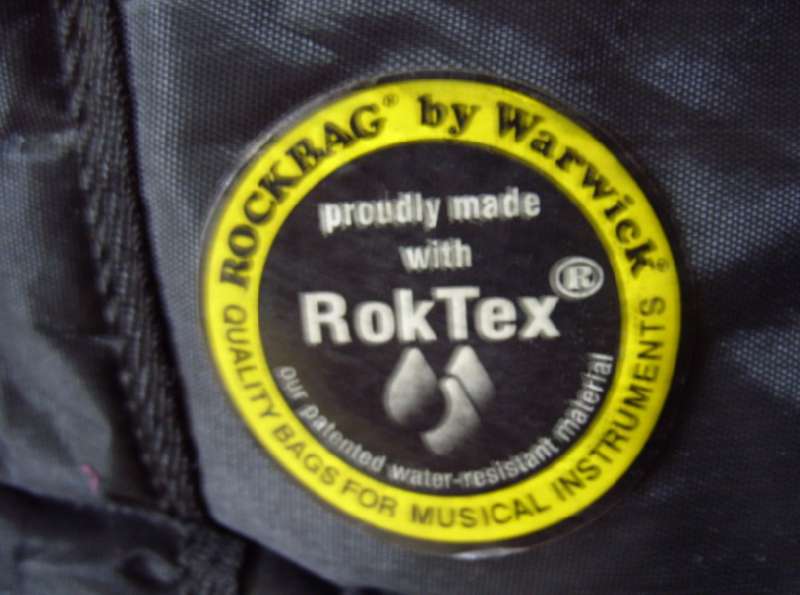 ROCKBAG® by Warwick®
proudly made
with
RokTex®
our patented water-resistant material
QUALITY BAGS FOR MUSICAL INSTRUMENTS